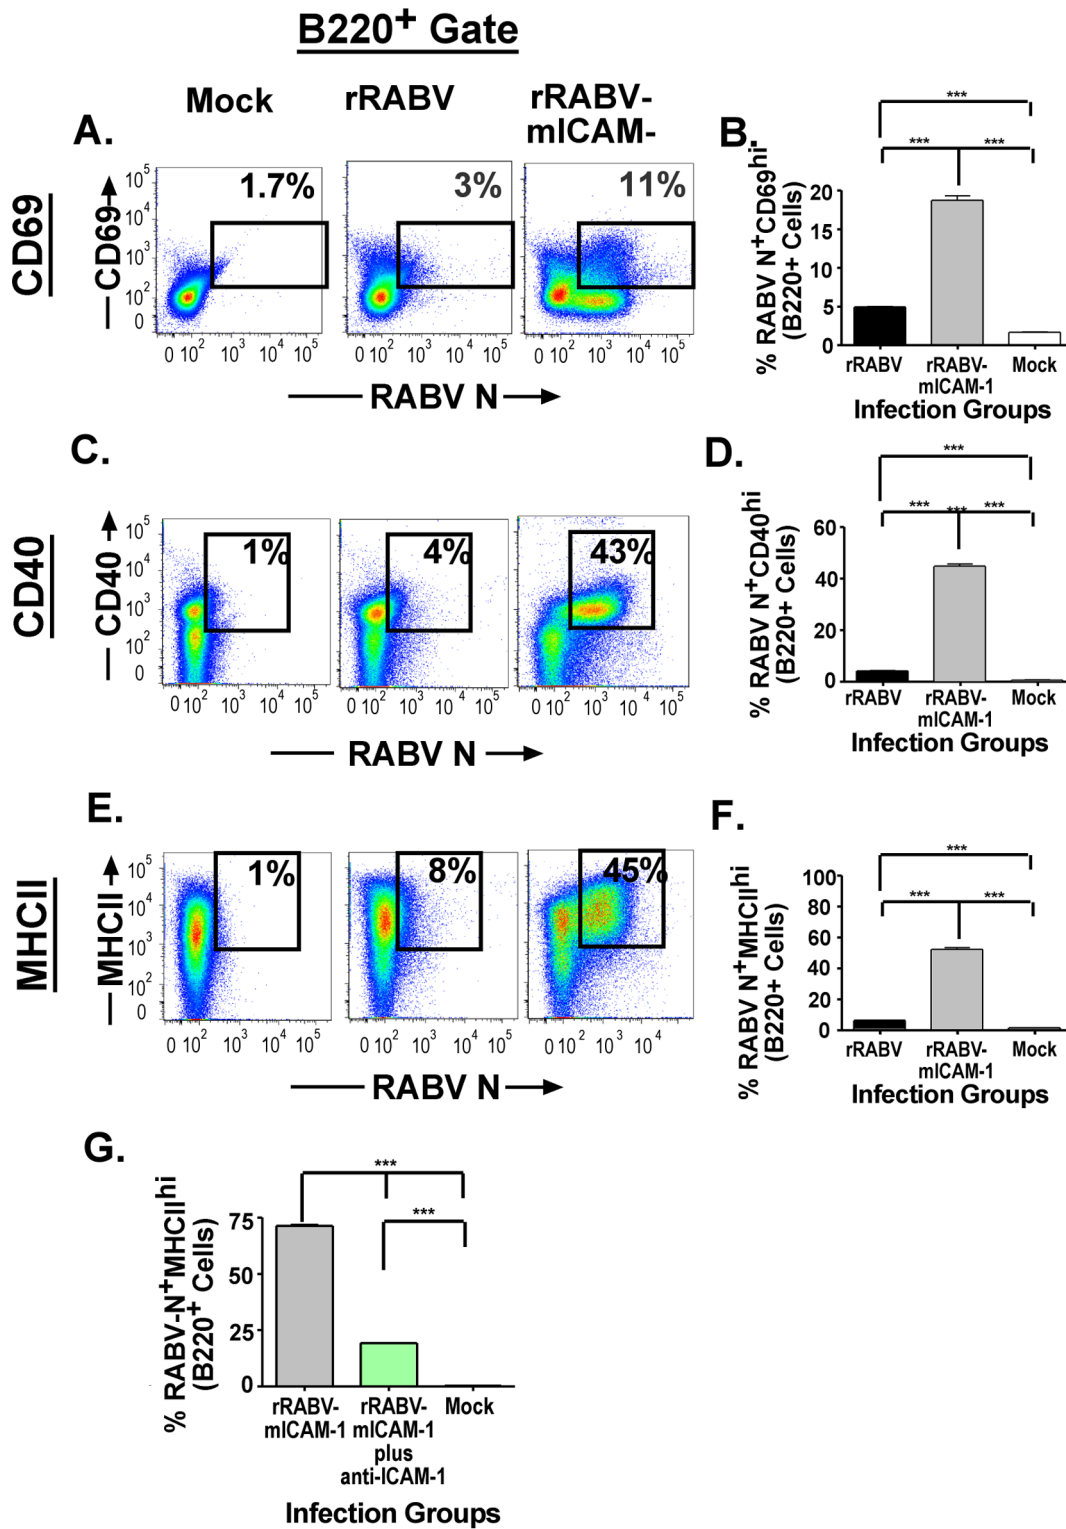 B220+ Gate
Mock
rRABV
rRABV-
mICAM-
A.
CD69
CD69
10^5
10^4
10^3
10^2
0
1.7%
3%
11%
0 10^2 10^3 10^4 10^5
0 10^2 10^3 10^4 10^5
0 10^2 10^3 10^4 10^5
RABV N
B.
% RABV N+CD69hi
(B220+ Cells)
***
*** ***
20
15
10
5
0
rRABV
rRABV-
mICAM-1
Mock
Infection Groups
C.
CD40
CD40
10^5
10^4
10^3
10^2
0
1%
4%
43%
0 10^2 10^3 10^4 10^5
0 10^2 10^3 10^4 10^5
0 10^2 10^3 10^4 10^5
RABV N
D.
% RABV N+CD40hi
(B220+ Cells)
***
*** *** ***
60
40
20
0
rRABV
rRABV-
mICAM-1
Mock
Infection Groups
E.
MHCII
MHCII
10^5
10^4
10^3
10^2
0
1%
8%
45%
0 10^2 10^3 10^4 10^5
0 10^2 10^3 10^4 10^5
0 10^2 10^3 10^4
RABV N
F.
% RABV N+MHCIIhi
(B220+ Cells)
***
*** ***
100
80
60
40
20
0
rRABV
rRABV-
mICAM-1
Mock
Infection Groups
G.
% RABV-N+MHCIIhi
(B220+ Cells)
***
***
75
50
25
0
rRABV-
mICAM-1
rRABV-
mICAM-1
plus
anti-ICAM-1
Mock
Infection Groups